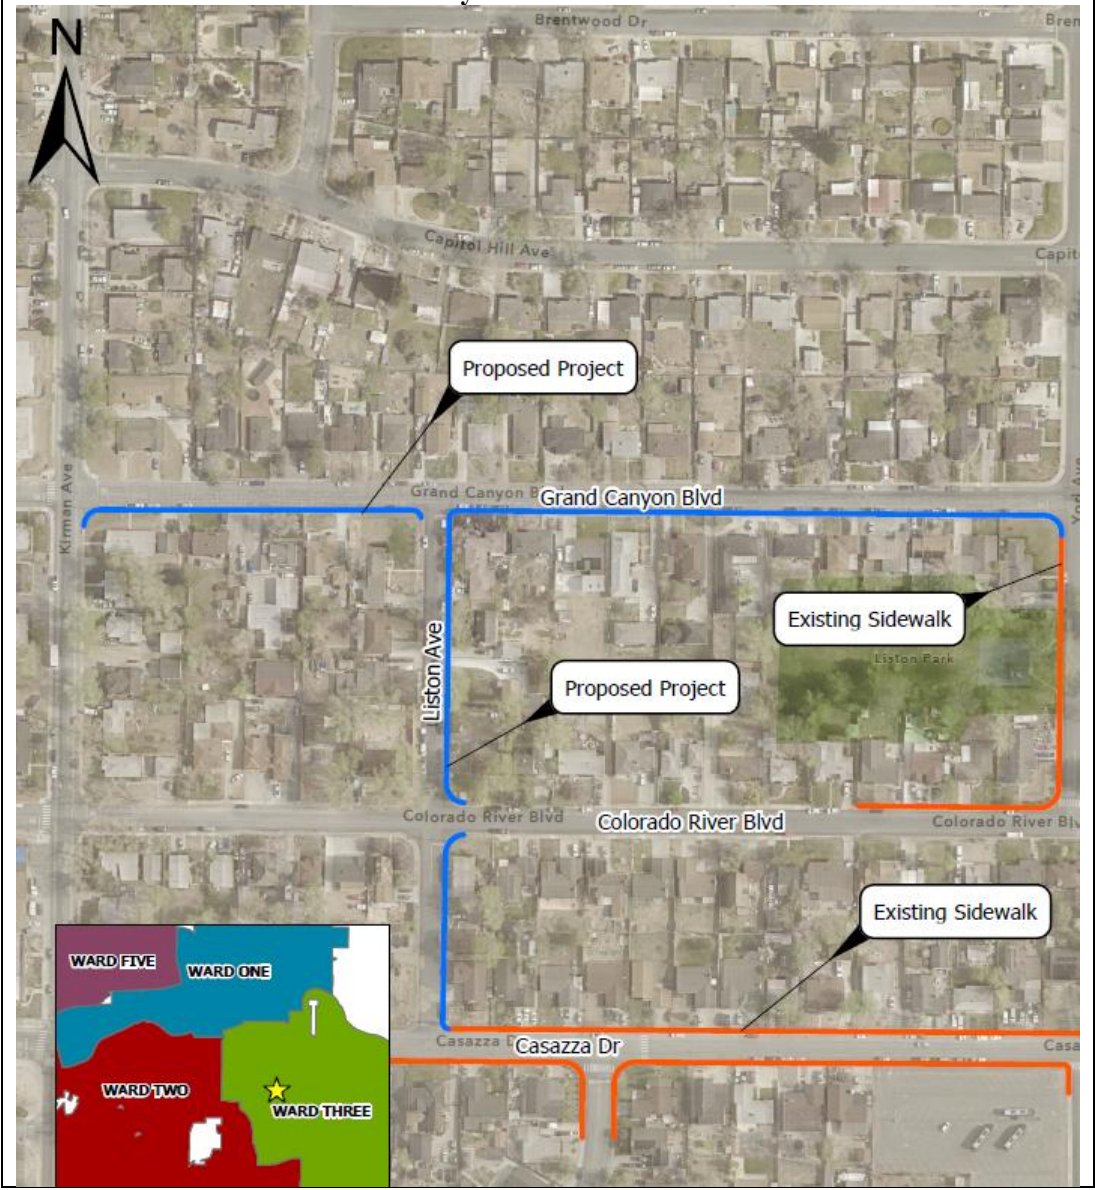 Brentwood Dr
Bren
N
Capitol Hill Ave
Capit
Proposed Project
Kirman Ave
Grand Canyon B
Grand Canyon Blvd
Yori Ave
Existing Sidewalk
Liston Park
Liston Ave
Proposed Project
Colorado River Blvd
Colorado River Blvd
Colorado River Blv
Existing Sidewalk
WARD FIVE
WARD ONE
Casazza D
Casazza Dr
Casa
WARD TWO
WARD THREE